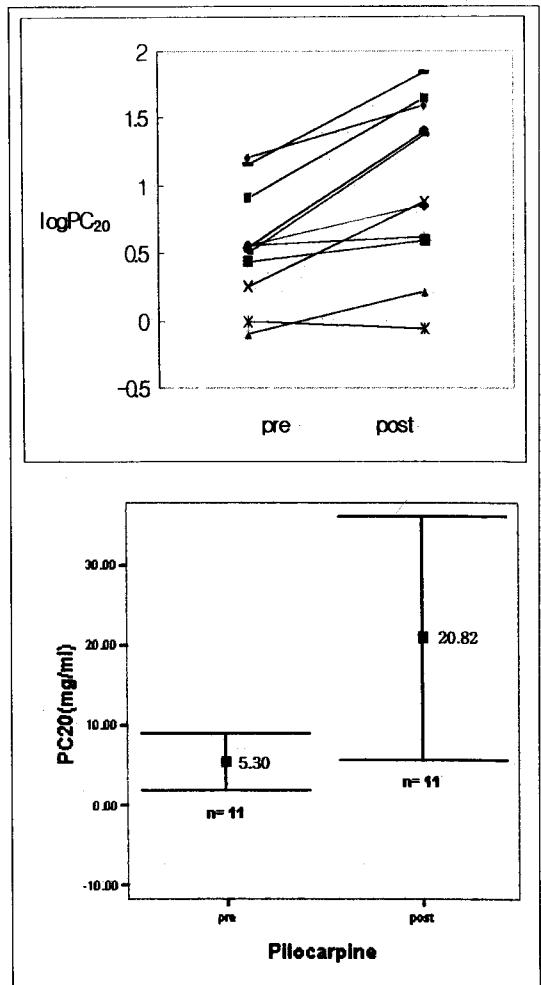 2
1.5
1
logPC20
0.5
0
-0.5
pre post
30.00
20.00
20.82
PC20(mg/ml)
10.00
5.30
n= 11
0.00
n= 11
-10.00
pre post
Pilocarpine